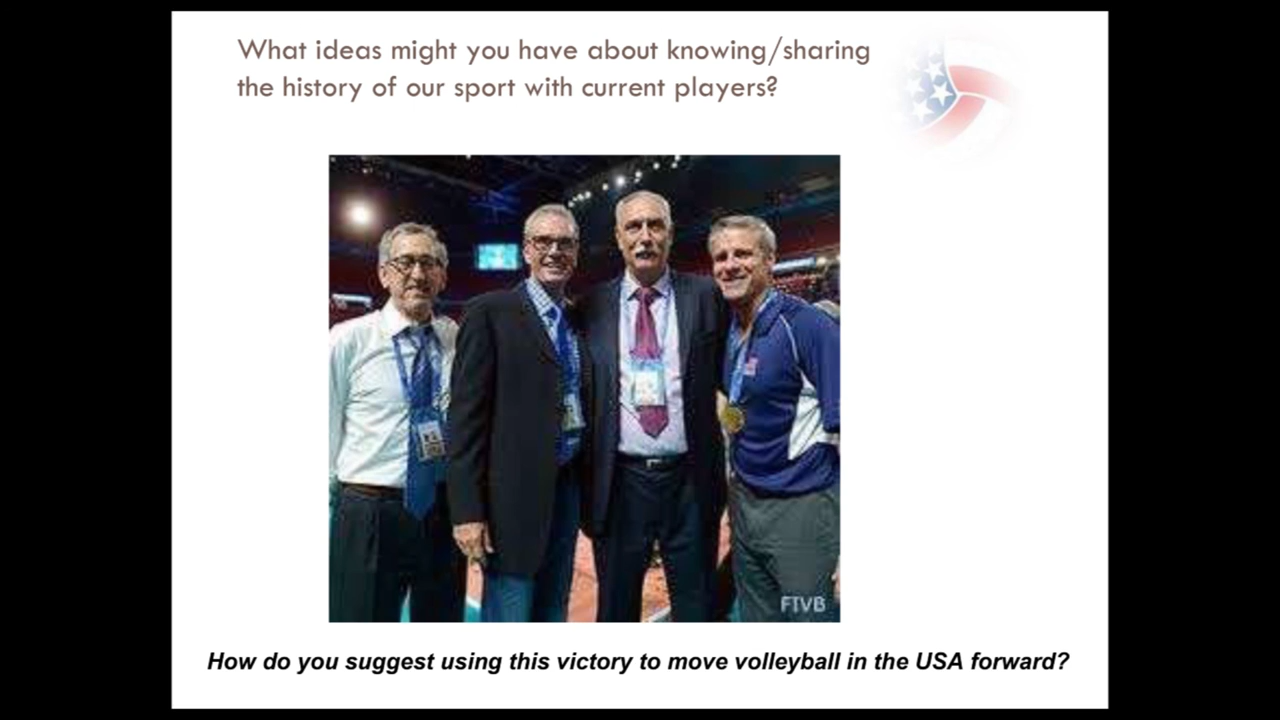 What ideas might you have about knowing/sharing
the history of our sport with current players?
FIVB
How do you suggest using this victory to move volleyball in the USA forward?